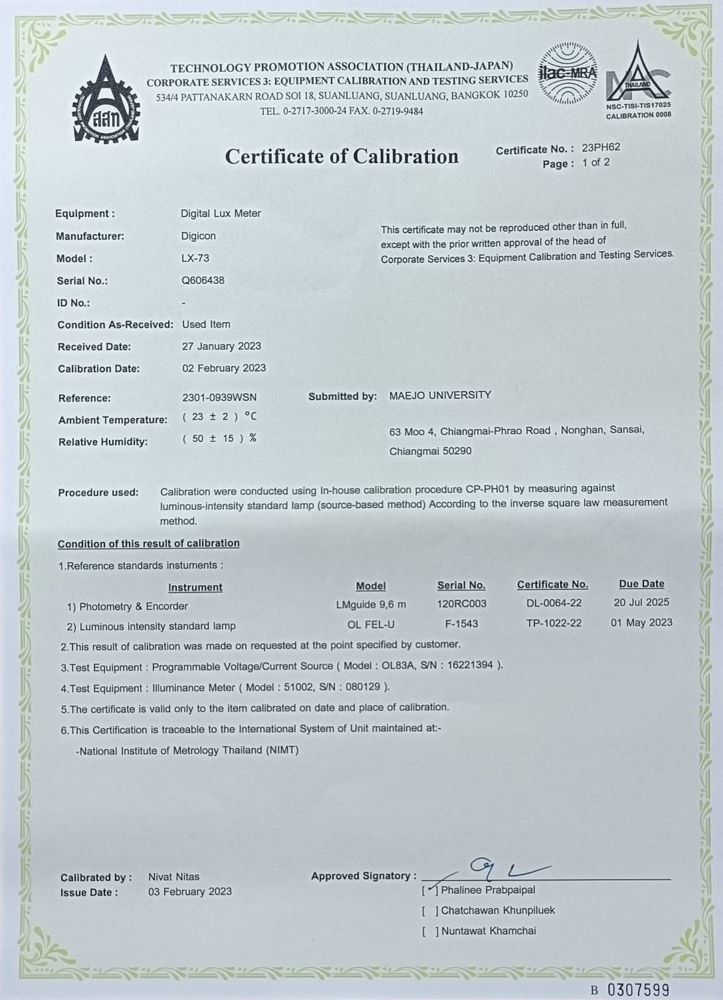 TECHNOLOGY PROMOTION ASSOCIATION (THAILAND-JAPAN)
CORPORATE SERVICES 3: EQUIPMENT CALIBRATION AND TESTING SERVICES
534/4 PATTANAKARN ROAD SOI 18, SUANLUANG, SUANLUANG, BANGKOK 10250
TEL. 0-2717-3000-24 FAX. 0-2719-9484
สสท
TECHNOLOGY PROMOTION ASSOCIATION (THAILAND-JAPAN)
ilac-MRA
THAILAND
NSC-TISI-TIS17025
CALIBRATION 0008
Certificate of Calibration
Certificate No. : 23PH62
Page : 1 of 2
Equipment : Digital Lux Meter
Manufacturer: Digicon
Model : LX-73
Serial No.: Q606438
ID No.: -
Condition As-Received: Used Item
Received Date: 27 January 2023
Calibration Date: 02 February 2023
This certificate may not be reproduced other than in full,
except with the prior written approval of the head of
Corporate Services 3: Equipment Calibration and Testing Services.
Reference: 2301-0939WSN
Ambient Temperature: ( 23 ± 2 ) °C
Relative Humidity: ( 50 ± 15 ) %
Submitted by: MAEJO UNIVERSITY
63 Moo 4, Chiangmai-Phrao Road , Nonghan, Sansai,
Chiangmai 50290
Procedure used: Calibration were conducted using In-house calibration procedure CP-PH01 by measuring against
luminous-intensity standard lamp (source-based method) According to the inverse square law measurement
method.
Condition of this result of calibration
1.Reference standards instuments :
Instrument Model Serial No. Certificate No. Due Date
1) Photometry & Encorder LMguide 9,6 m 120RC003 DL-0064-22 20 Jul 2025
2) Luminous intensity standard lamp OL FEL-U F-1543 TP-1022-22 01 May 2023
2.This result of calibration was made on requested at the point specified by customer.
3.Test Equipment : Programmable Voltage/Current Source ( Model : OL83A, S/N : 16221394 ).
4.Test Equipment : Illuminance Meter ( Model : 51002, S/N : 080129 ).
5.The certificate is valid only to the item calibrated on date and place of calibration.
6.This Certification is traceable to the International System of Unit maintained at:-
-National Institute of Metrology Thailand (NIMT)
Calibrated by : Nivat Nitas
Issue Date : 03 February 2023
Approved Signatory :
[ ✓ ] Phalinee Prabpaipal
[ ] Chatchawan Khunpiluek
[ ] Nuntawat Khamchai
B 0307599